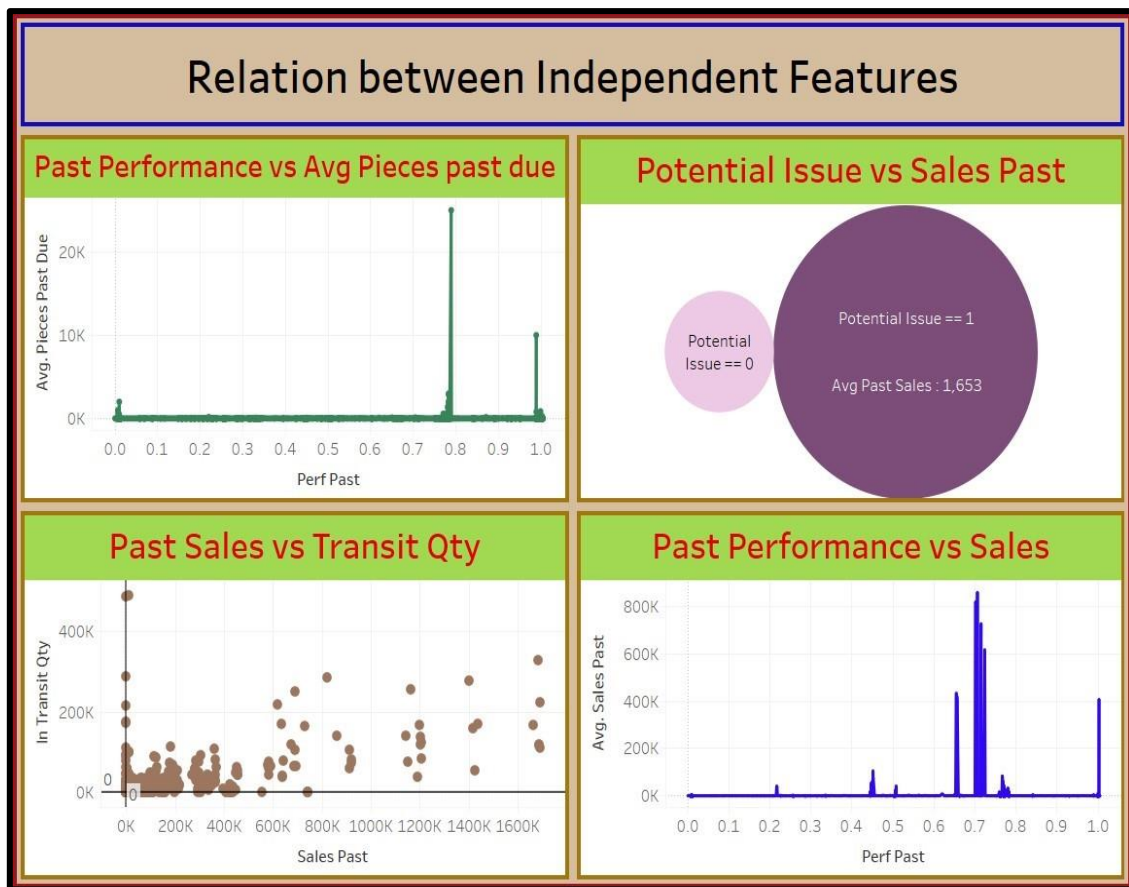 Relation between Independent Features
Past Performance vs Avg Pieces past due
Avg. Pieces Past Due
20K
10K
0K
0.0 0.1 0.2 0.3 0.4 0.5 0.6 0.7 0.8 0.9 1.0
Perf Past
Potential Issue vs Sales Past
Potential
Issue == 0
Potential Issue == 1
Avg Past Sales : 1,653
Past Sales vs Transit Qty
In Transit Qty
400K
200K
0K
0
0
0K 200K 400K 600K 800K 1000K 1200K 1400K 1600K
Sales Past
Past Performance vs Sales
Avg. Sales Past
800K
600K
400K
200K
0K
0.0 0.1 0.2 0.3 0.4 0.5 0.6 0.7 0.8 0.9 1.0
Perf Past